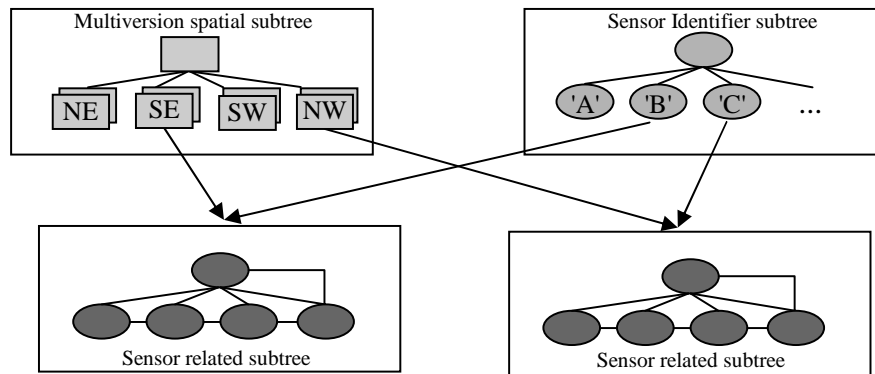 Multiversion spatial subtree
NE SE SW NW
Sensor Identifier subtree
'A' 'B' 'C' ...
Sensor related subtree
Sensor related subtree